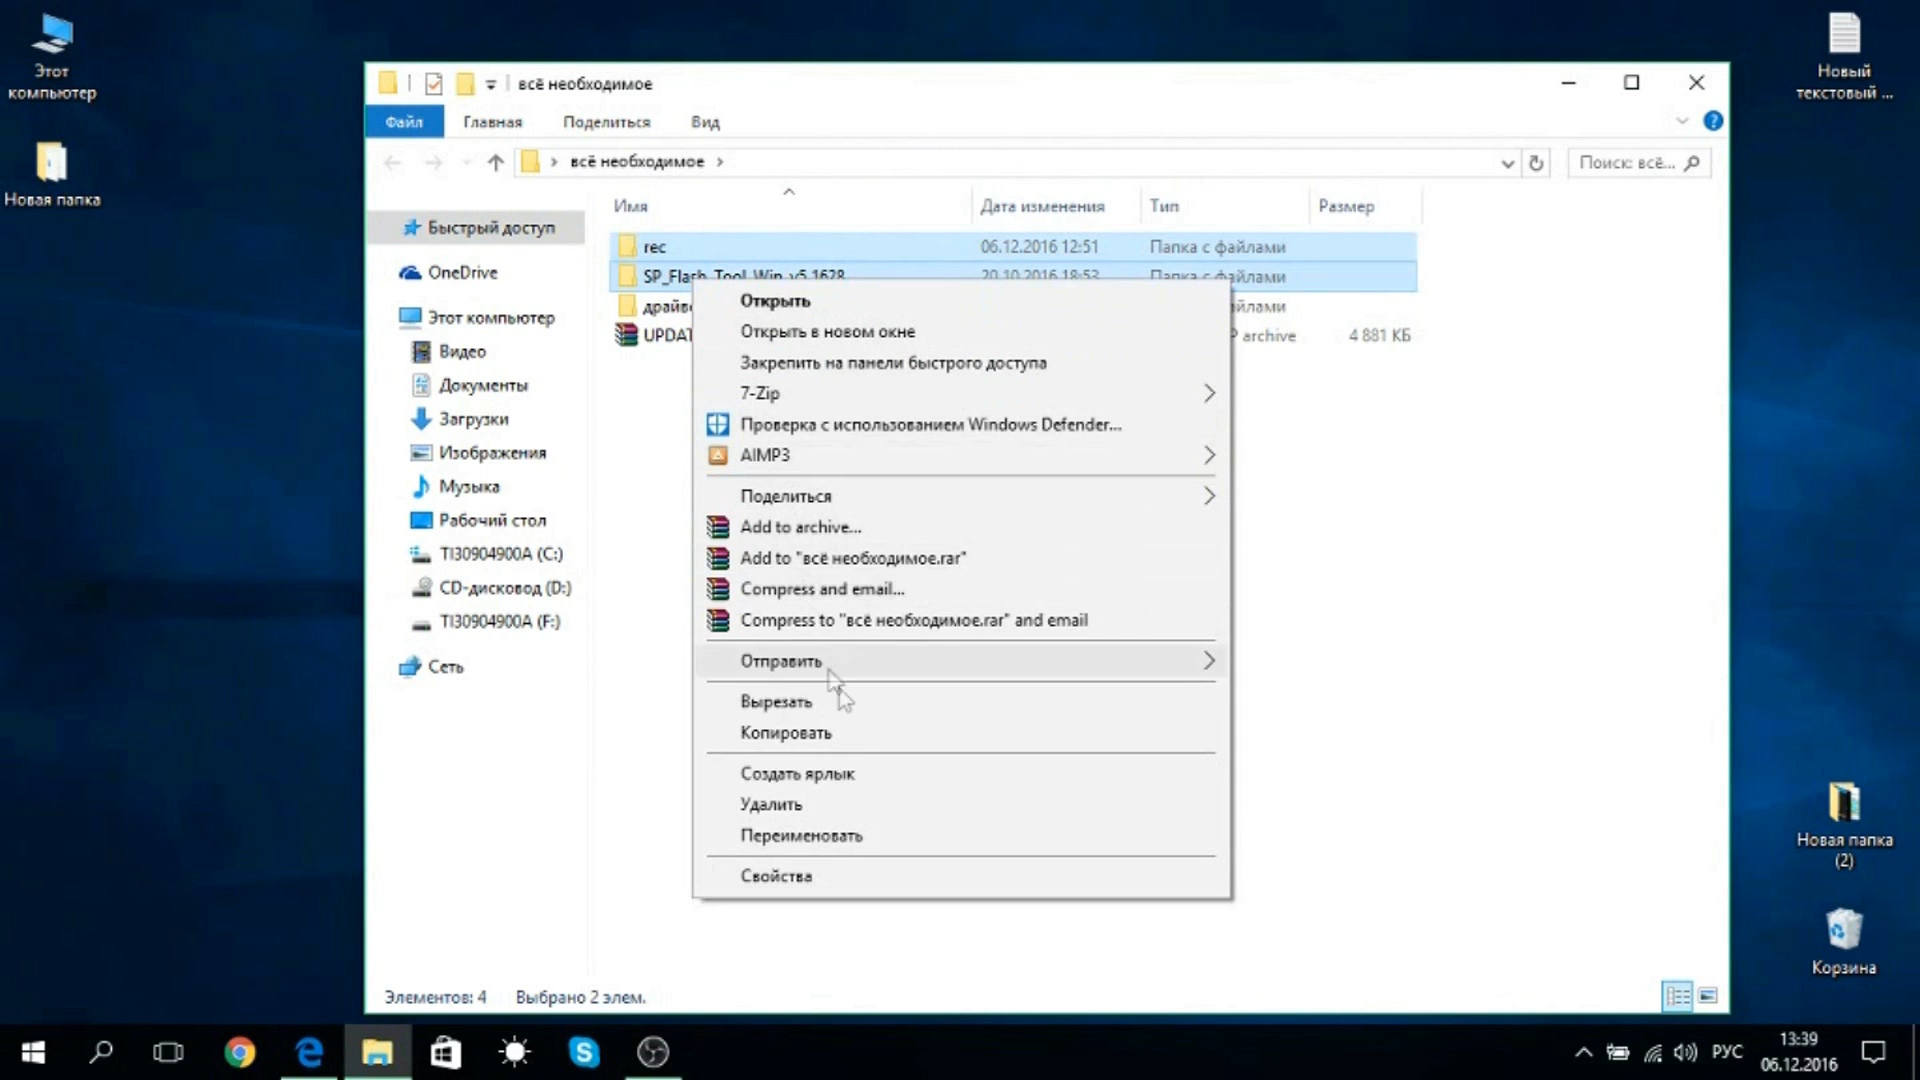 Этот
компьютер
Новая папка
Новый
текстовый ...
всё необходимое
Файл
Главная
Поделиться
Вид
всё необходимое
Поиск: всё...
Имя
Дата изменения
Тип
Размер
Быстрый доступ
OneDrive
Этот компьютер
Видео
Документы
Загрузки
Изображения
Музыка
Рабочий стол
TI30904900A (C:)
CD-дисковод (D:)
TI30904900A (F:)
Сеть
rec
06.12.2016 12:51
Папка с файлами
SP_Flash_Tool_Win_v5.1628
20.10.2016 18:53
Папка с файлами
archive
4 881 КБ
Открыть
Открыть в новом окне
Закрепить на панели быстрого доступа
7-Zip
Проверка с использованием Windows Defender...
AIMP3
Поделиться
Add to archive...
Add to "всё необходимое.rar"
Compress and email...
Compress to "всё необходимое.rar" and email
Отправить
Вырезать
Копировать
Создать ярлык
Удалить
Переименовать
Свойства
Элементов: 4
Выбрано 2 элем.
Новая папка
(2)
Корзина
РУС
13:39
06.12.2016